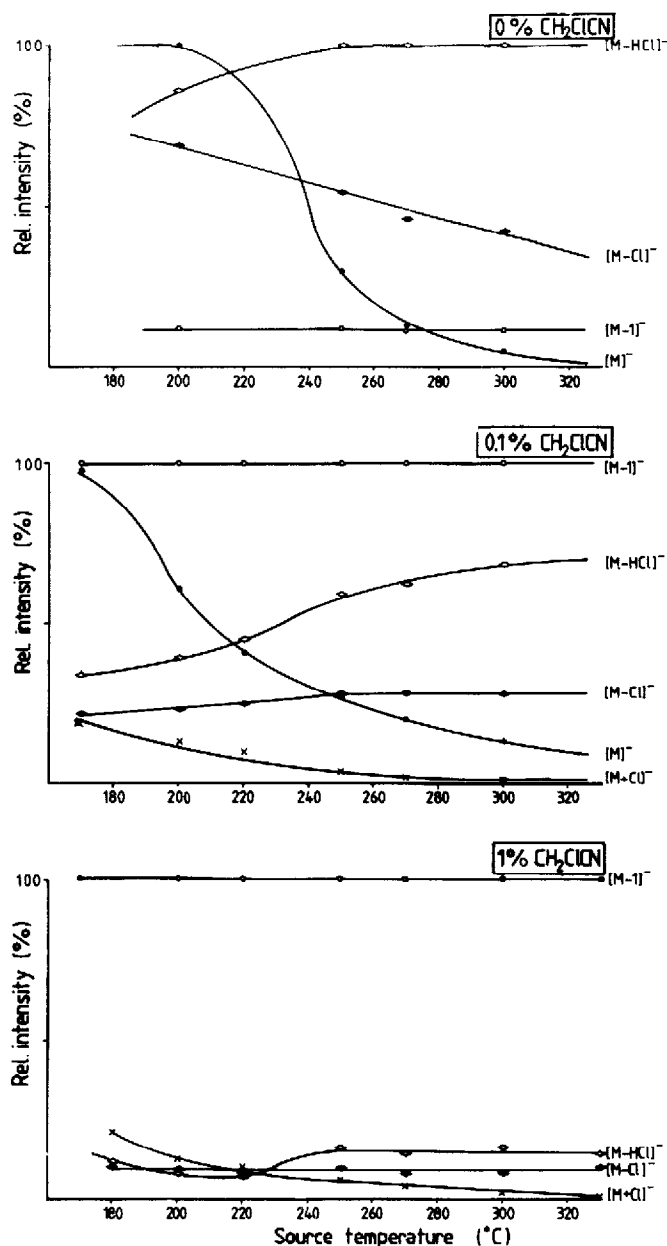 0% CH₂ClCN
100
[M-HCl]⁻
Rel. intensity (%)
[M-Cl]⁻
[M-1]⁻
[M]⁻
180 200 220 240 260 280 300 320
0.1% CH₂ClCN
100
[M-1]⁻
Rel. intensity (%)
[M-HCl]⁻
[M-Cl]⁻
[M]⁻
[M+Cl]⁻
180 200 220 240 260 280 300 320
1% CH₂ClCN
100
[M-1]⁻
Rel. intensity (%)
[M-HCl]⁻
[M-Cl]⁻
[M+Cl]⁻
180 200 220 240 260 280 300 320
Source temperature (°C)